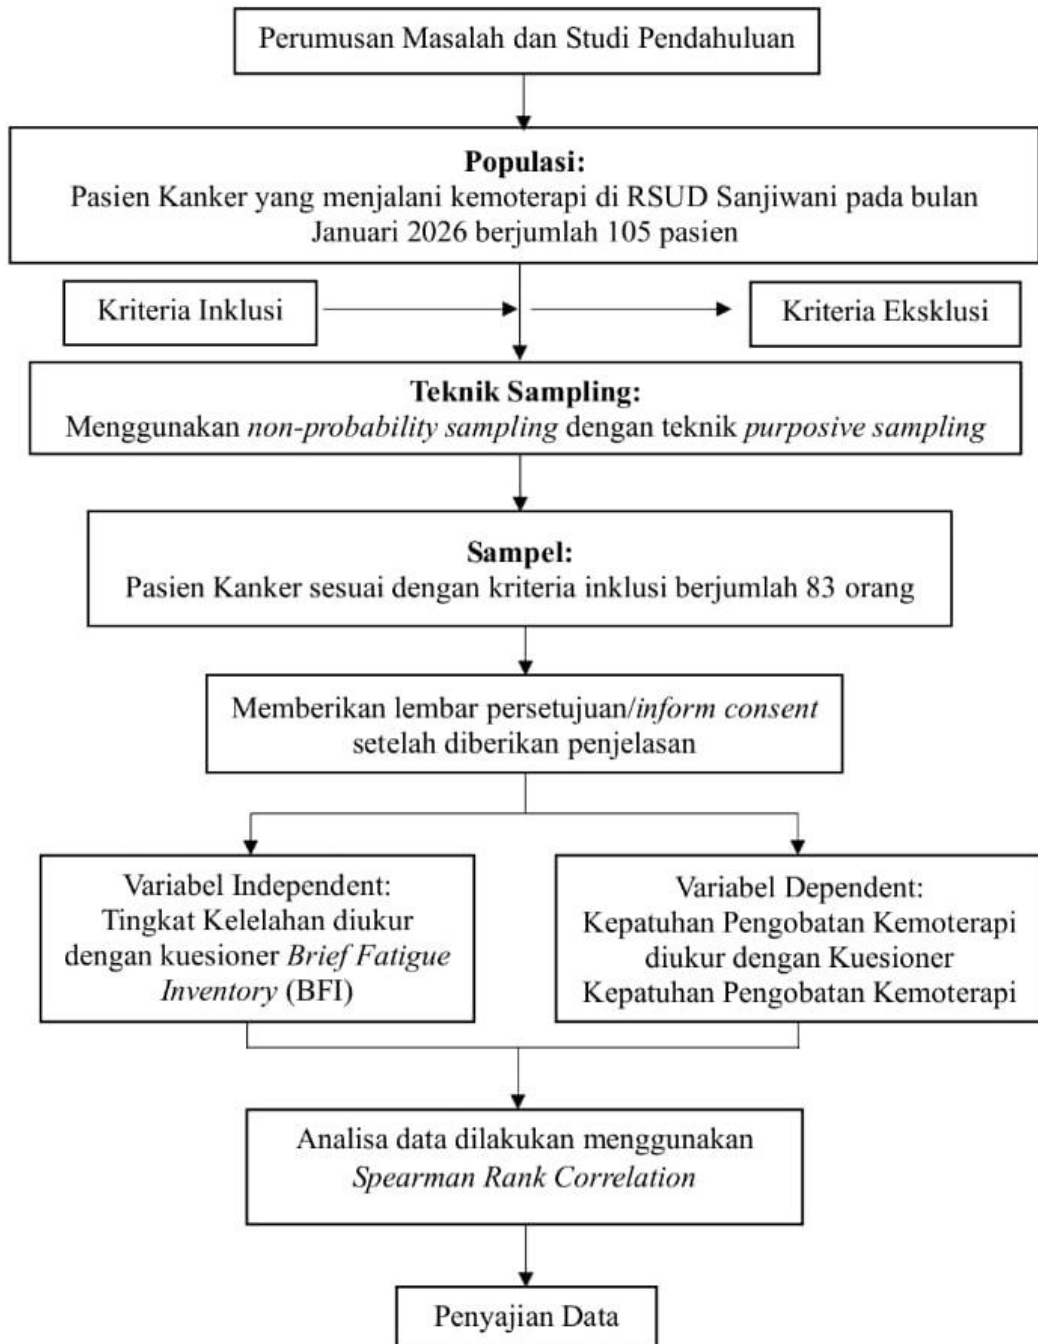 Perumusan Masalah dan Studi Pendahuluan
Populasi:
Pasien Kanker yang menjalani kemoterapi di RSUD Sanjiwani pada bulan
Januari 2026 berjumlah 105 pasien
Kriteria Inklusi
Kriteria Eksklusi
Teknik Sampling:
Menggunakan non-probability sampling dengan teknik purposive sampling
Sampel:
Pasien Kanker sesuai dengan kriteria inklusi berjumlah 83 orang
Memberikan lembar persetujuan/inform consent
setelah diberikan penjelasan
Variabel Independent:
Tingkat Kelelahan diukur
dengan kuesioner Brief Fatigue
Inventory (BFI)
Variabel Dependent:
Kepatuhan Pengobatan Kemoterapi
diukur dengan Kuesioner
Kepatuhan Pengobatan Kemoterapi
Analisa data dilakukan menggunakan
Spearman Rank Correlation
Penyajian Data